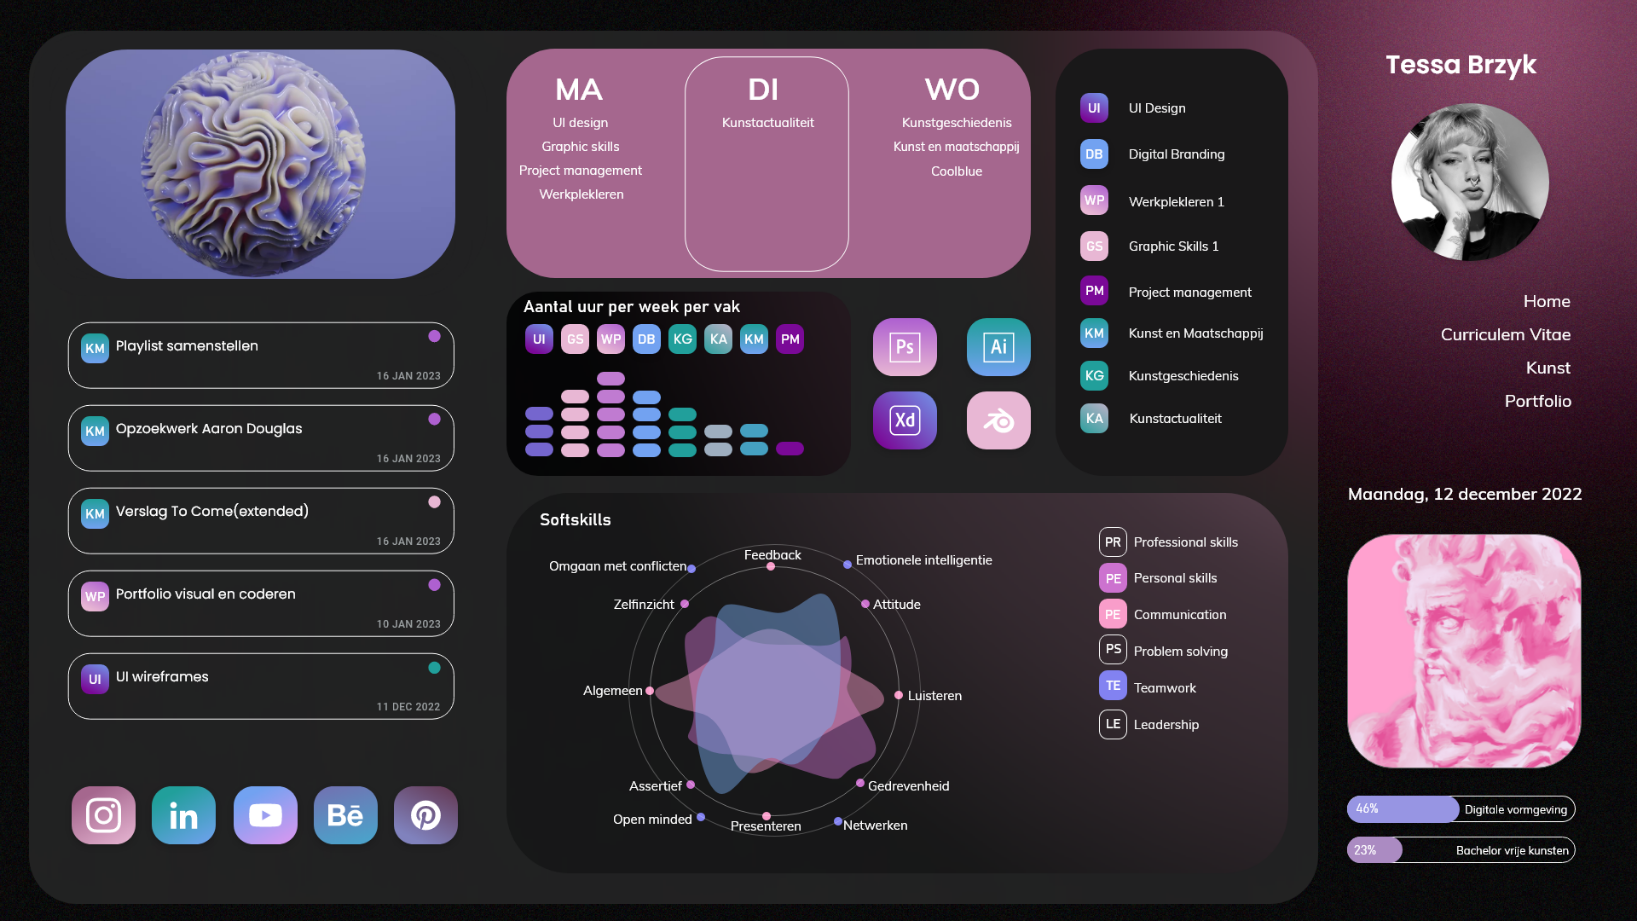 MA
UI design
Graphic skills
Project management
Werkplekleren
DI
Kunstactualiteit
WO
Kunstgeschiedenis
Kunst en maatschappij
Coolblue
UI UI Design
DB Digital Branding
WP Werkplekleren 1
GS Graphic Skills 1
PM Project management
KM Kunst en Maatschappij
KG Kunstgeschiedenis
KA Kunstactualiteit
Tessa Brzyk
Home
Curriculem Vitae
Kunst
Portfolio
KM Playlist samenstellen
16 JAN 2023
KM Opzoekwerk Aaron Douglas
16 JAN 2023
KM Verslag To Come(extended)
16 JAN 2023
WP Portfolio visual en coderen
10 JAN 2023
UI UI wireframes
11 DEC 2022
in
Bē
Aantal uur per week per vak
UI GS WP DB KG KA KM PM
Ps
Ai
Xd
Softskills
Feedback
Omgaan met conflicten
Emotionele intelligentie
Zelfinzicht
Attitude
Algemeen
Luisteren
Assertief
Gedrevenheid
Open minded
Presenteren
Netwerken
PR Professional skills
PE Personal skills
PE Communication
PS Problem solving
TE Teamwork
LE Leadership
Maandag, 12 december 2022
46% Digitale vormgeving
23% Bachelor vrije kunsten